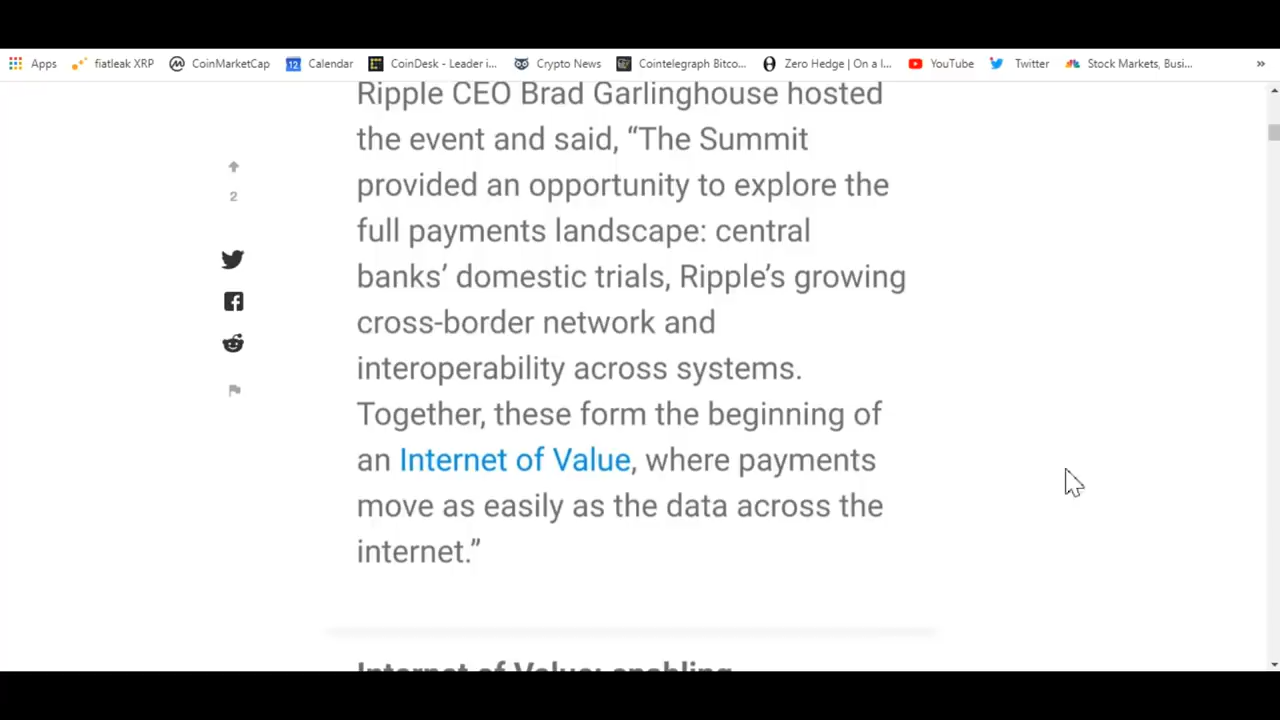 Apps fiatleak XRP CoinMarketCap 12 Calendar CoinDesk - Leader i... Crypto News Cointelegraph Bitco... Zero Hedge | On a l... YouTube Twitter Stock Markets, Busi... »
Ripple CEO Brad Garlinghouse hosted
the event and said, “The Summit
provided an opportunity to explore the
2
full payments landscape: central
banks’ domestic trials, Ripple’s growing
cross-border network and
interoperability across systems.
Together, these form the beginning of
an Internet of Value, where payments
move as easily as the data across the
internet.”
Internet of Value: enabling